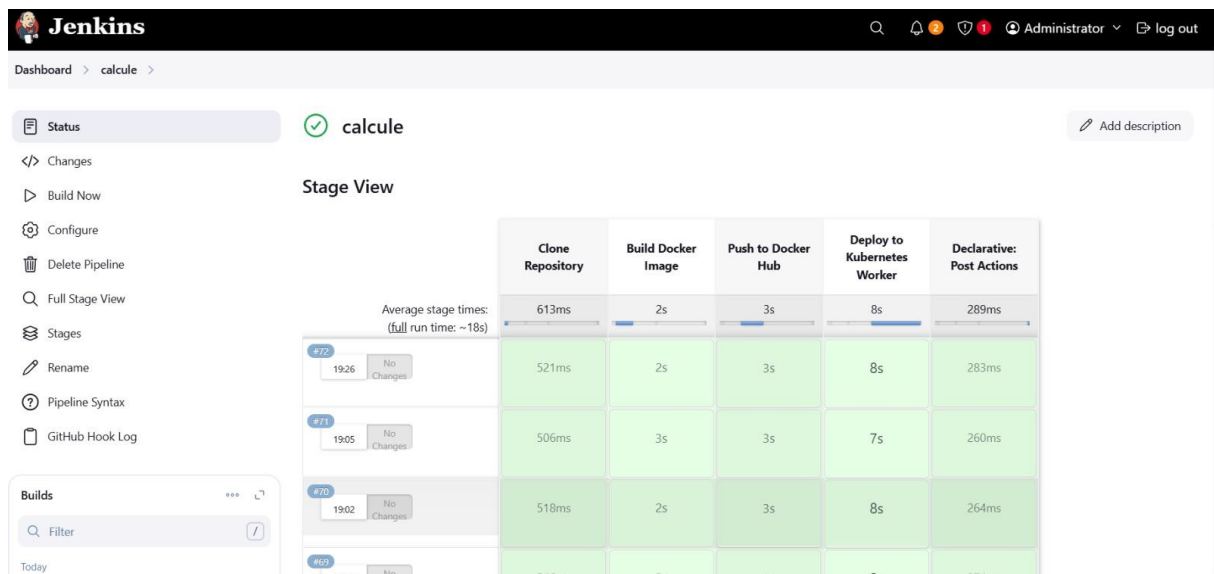 Jenkins
2
1
Administrator
log out
Dashboard > calcule >
Status
Changes
Build Now
Configure
Delete Pipeline
Full Stage View
Stages
Rename
Pipeline Syntax
GitHub Hook Log
Builds
Filter
/
Today
calcule
Add description
Stage View
Clone
Repository
Build Docker
Image
Push to Docker
Hub
Deploy to
Kubernetes
Worker
Declarative:
Post Actions
Average stage times:
(full run time: ~18s)
613ms
2s
3s
8s
289ms
#72
19:26
No
Changes
521ms
2s
3s
8s
283ms
#71
19:05
No
Changes
506ms
3s
3s
7s
260ms
#70
19:02
No
Changes
518ms
2s
3s
8s
264ms
#69
No